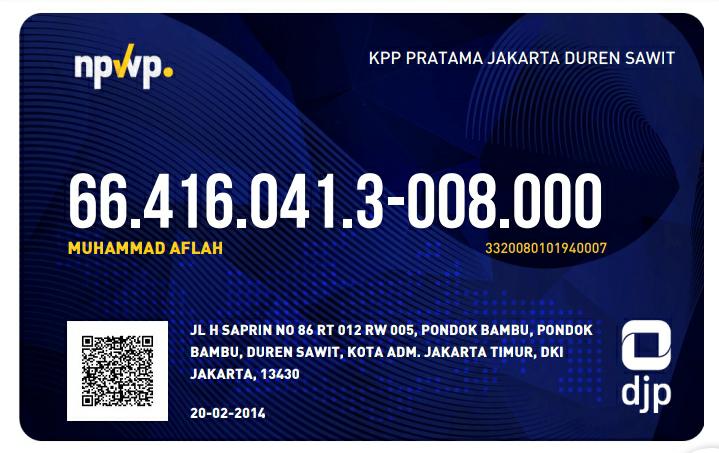 npwp.
KPP PRATAMA JAKARTA DUREN SAWIT
66.416.041.3-008.000
MUHAMMAD AFLAH
3320080101940007
JL H SAPRIN NO 86 RT 012 RW 005, PONDOK BAMBU, PONDOK
BAMBU, DUREN SAWIT, KOTA ADM. JAKARTA TIMUR, DKI
JAKARTA, 13430
20-02-2014
djp